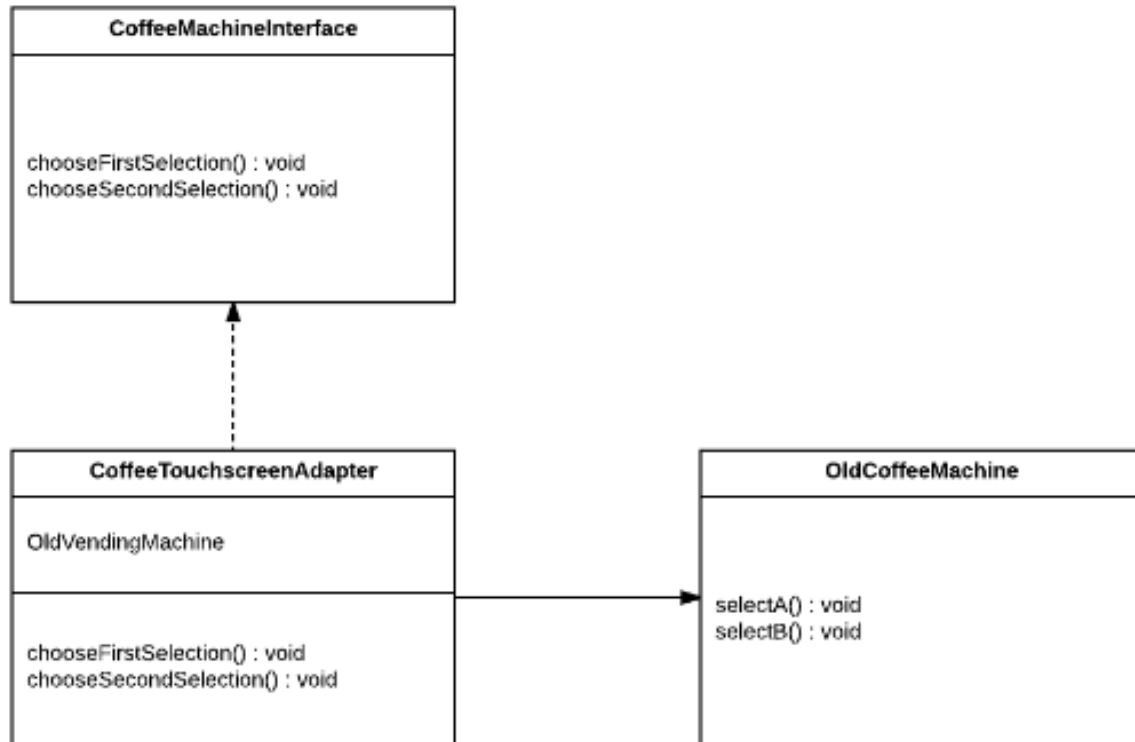 CoffeeMachineInterface
chooseFirstSelection() : void
chooseSecondSelection() : void
CoffeeTouchscreenAdapter
OldVendingMachine
chooseFirstSelection() : void
chooseSecondSelection() : void
OldCoffeeMachine
selectA() : void
selectB() : void